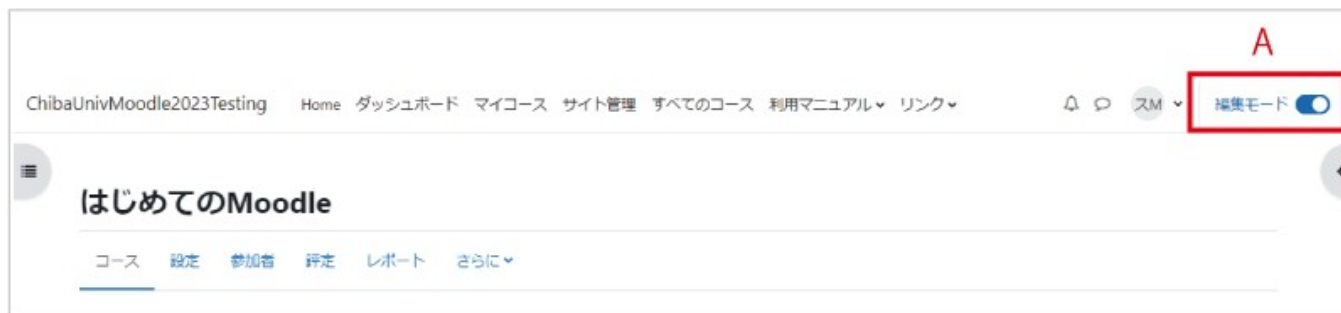 A
ChibaUnivMoodle2023Testing Home ダッシュボード マイコース サイト管理 すべてのコース 利用マニュアル リンク スM 編集モード
はじめてのMoodle
コース 設定 参加者 評定 レポート さらに